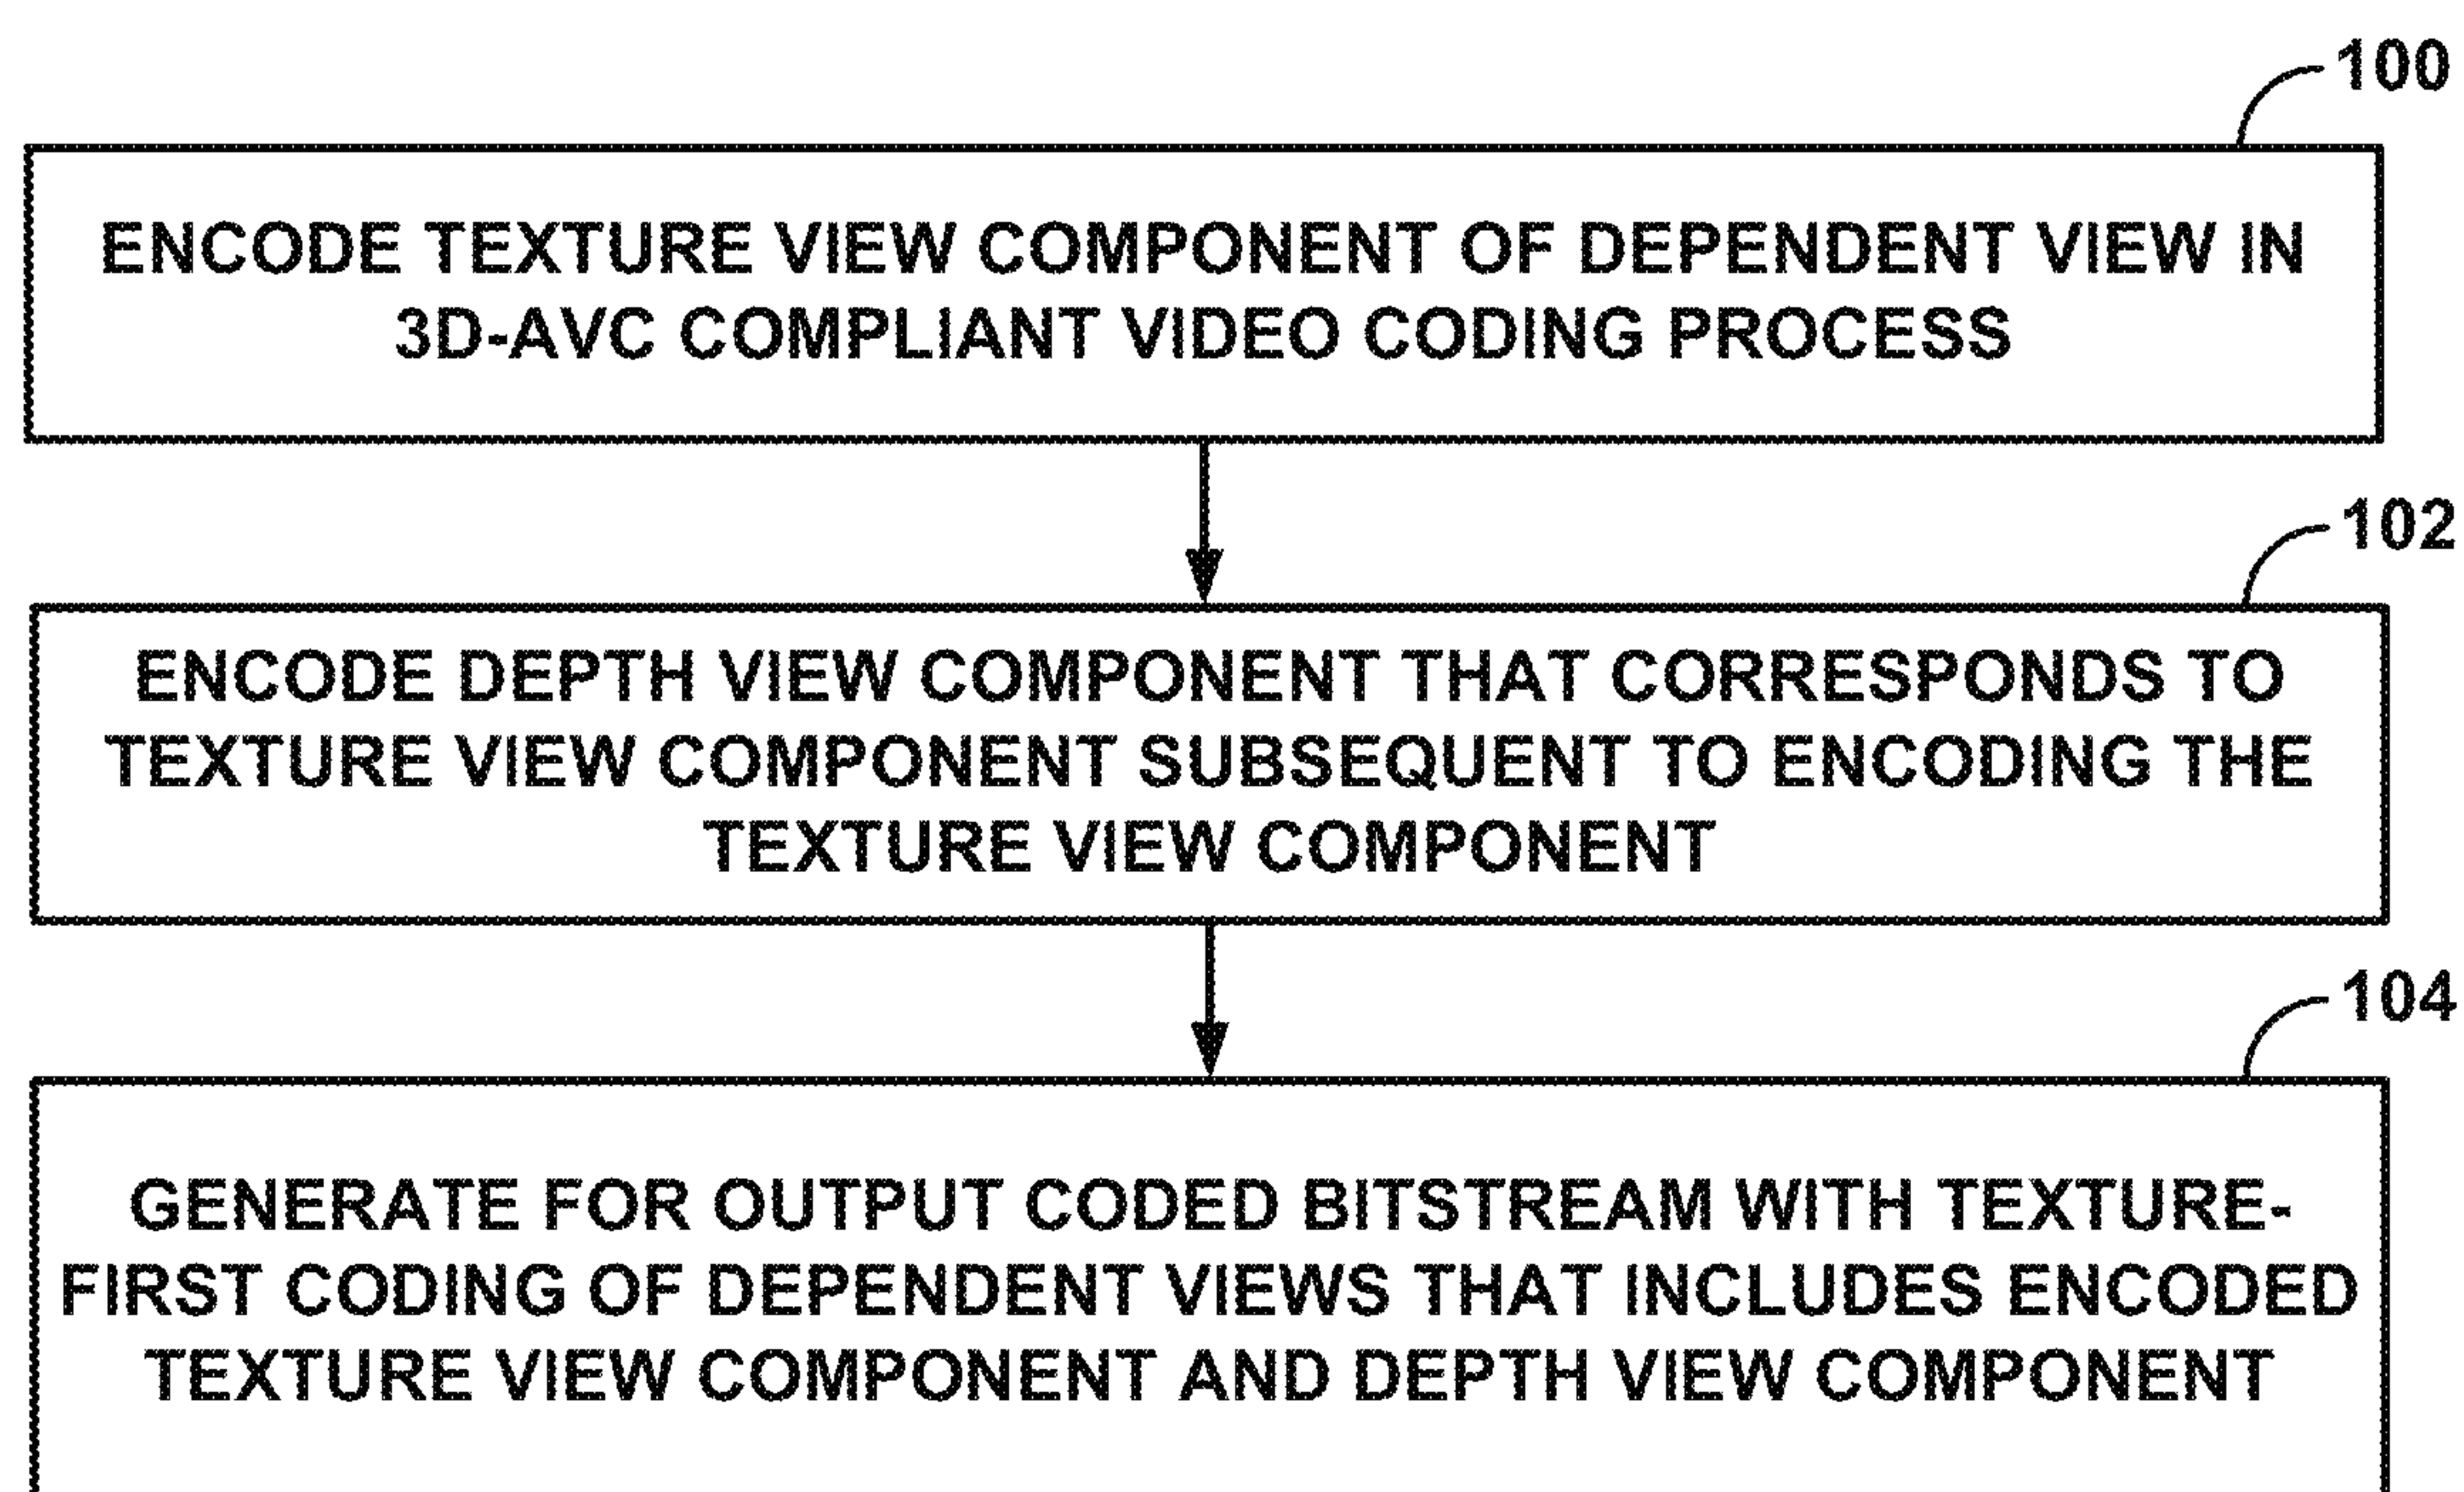 100
ENCODE TEXTURE VIEW COMPONENT OF DEPENDENT VIEW IN
3D-AVC COMPLIANT VIDEO CODING PROCESS
102
ENCODE DEPTH VIEW COMPONENT THAT CORRESPONDS TO
TEXTURE VIEW COMPONENT SUBSEQUENT TO ENCODING THE
TEXTURE VIEW COMPONENT
104
GENERATE FOR OUTPUT CODED BITSTREAM WITH TEXTURE-
FIRST CODING OF DEPENDENT VIEWS THAT INCLUDES ENCODED
TEXTURE VIEW COMPONENT AND DEPTH VIEW COMPONENT